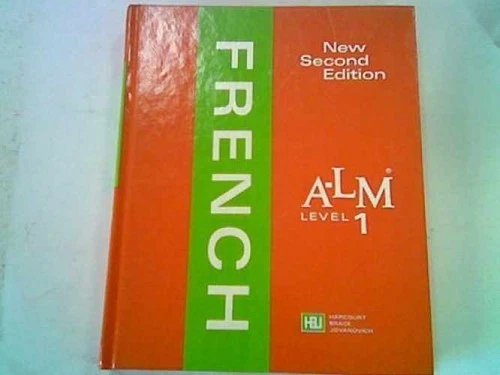 FRENCH
New
Second
Edition
A-LM®
LEVEL 1
HBJ
HARCOURT
BRACE
JOVANOVICH